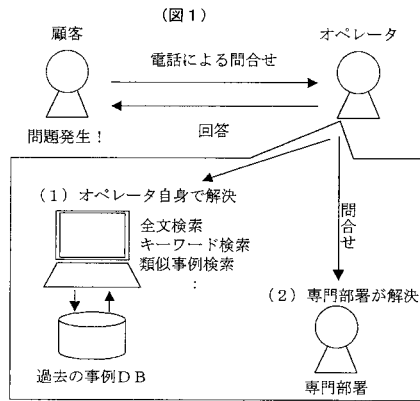 （図１）
顧客
オペレータ
電話による問合せ
回答
問題発生！
（１）オペレータ自身で解決
全文検索
キーワード検索
類似事例検索
：
問合せ
（２）専門部署が解決
過去の事例ＤＢ
専門部署